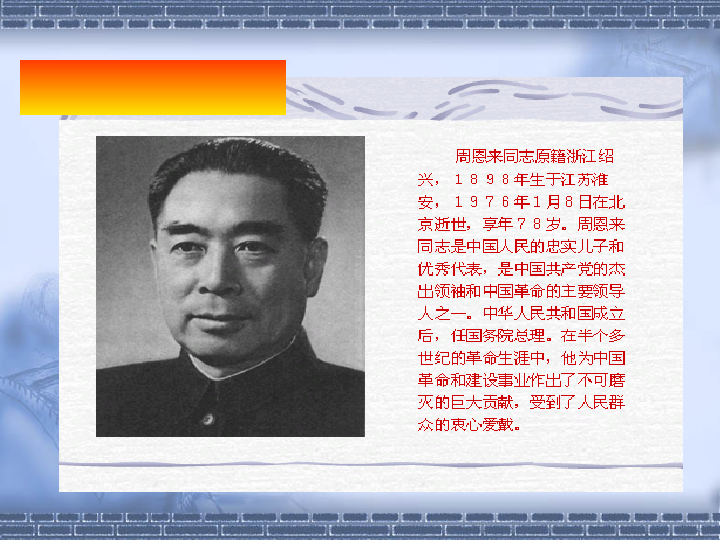 周恩来同志原籍浙江绍
兴，１８９８年生于江苏淮
安，１９７６年１月８日在北
京逝世，享年７８岁。周恩来
同志是中国人民的忠实儿子和
优秀代表，是中国共产党的杰
出领袖和中国革命的主要领导
人之一。中华人民共和国成立
后，任国务院总理。在半个多
世纪的革命生涯中，他为中国
革命和建设事业作出了不可磨
灭的巨大贡献，受到了人民群
众的衷心爱戴。